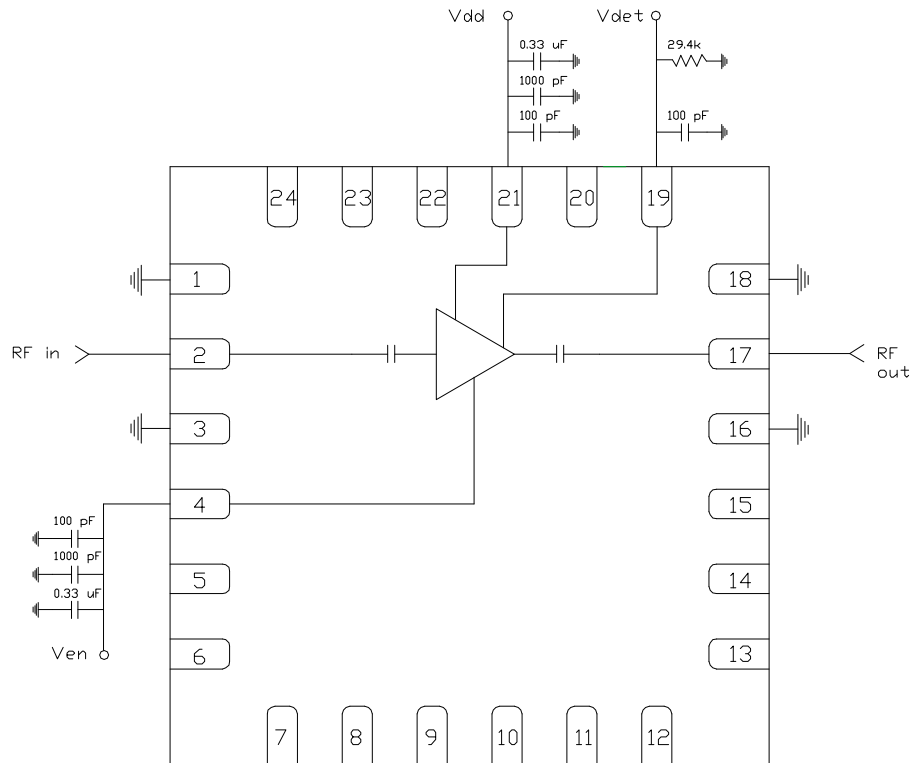 Vdd
Vdet
0.33 uF
29.4k
1000 pF
100 pF
100 pF
24
23
22
21
20
19
1
18
RF in
2
17
RF
out
3
16
4
15
100 pF
1000 pF
5
14
0.33 uF
Ven
6
13
7
8
9
10
11
12